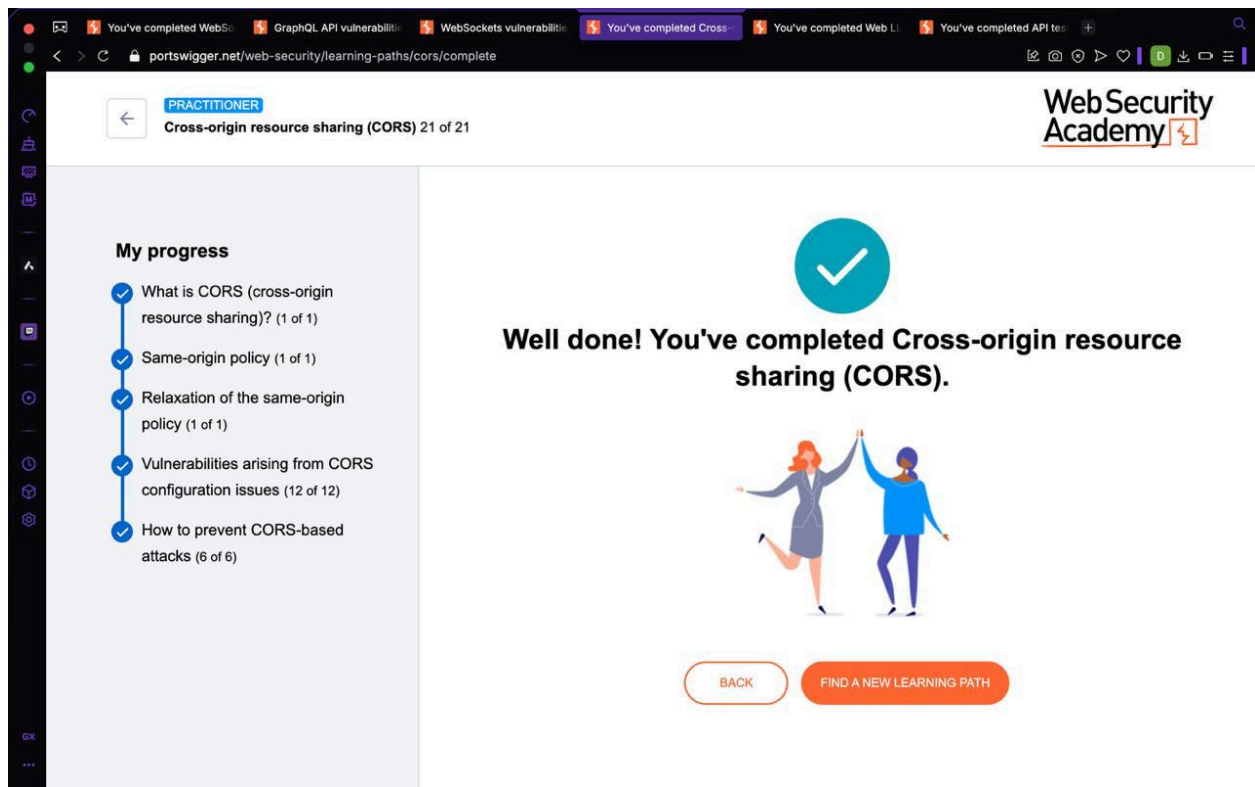 You've completed WebSo
GraphQL API vulnerabilitie
WebSockets vulnerabilitie
You've completed Cross-o
You've completed Web LL
You've completed API tes
portswigger.net/web-security/learning-paths/cors/complete
D
PRACTITIONER
Cross-origin resource sharing (CORS) 21 of 21
WebSecurity
Academy
My progress
What is CORS (cross-origin
resource sharing)? (1 of 1)
Same-origin policy (1 of 1)
Relaxation of the same-origin
policy (1 of 1)
Vulnerabilities arising from CORS
configuration issues (12 of 12)
How to prevent CORS-based
attacks (6 of 6)
Well done! You've completed Cross-origin resource
sharing (CORS).
BACK
FIND A NEW LEARNING PATH
GX